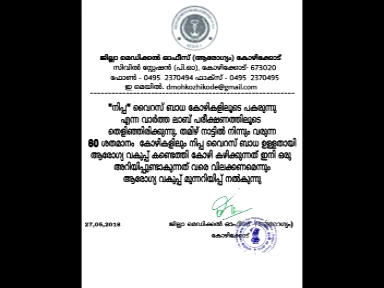 ജില്ലാ മെഡിക്കൽ ഓഫീസ് (ആരോഗ്യം) കോഴിക്കോട്
സിവിൽ സ്റ്റേഷൻ (പി.ഒ), കോഴിക്കോട്- 673020
ഫോൺ - 0495 2370494 ഫാക്സ് - 0495 2370495
ഇ മെയിൽ. dmohkozhikode@gmail.com
"നിപ്പ" വൈറസ് ബാധ കോഴികളിലൂടെ പകരുന്നു
എന്ന വാർത്ത ലാബ് പരീക്ഷണത്തിലൂടെ
തെളിഞ്ഞിരിക്കുന്നു. തമിഴ് നാട്ടിൽ നിന്നും വരുന്ന
60 ശതമാനം കോഴികളിലും നിപ്പ വൈറസ് ബാധ ഉള്ളതായി
ആരോഗ്യ വകുപ്പ് കണ്ടെത്തി കോഴി കഴിക്കുന്നത് ഇനി ഒരു
അറിയിപ്പുണ്ടാകുന്നത് വരെ വിലക്കണമെന്നും
ആരോഗ്യ വകുപ്പ് മുന്നറിയിപ്പ് നൽകുന്നു
27,05,2018 ജില്ലാ മെഡിക്കൽ ഓഫീസർ (ആരോഗ്യം)
കോഴിക്കോട്